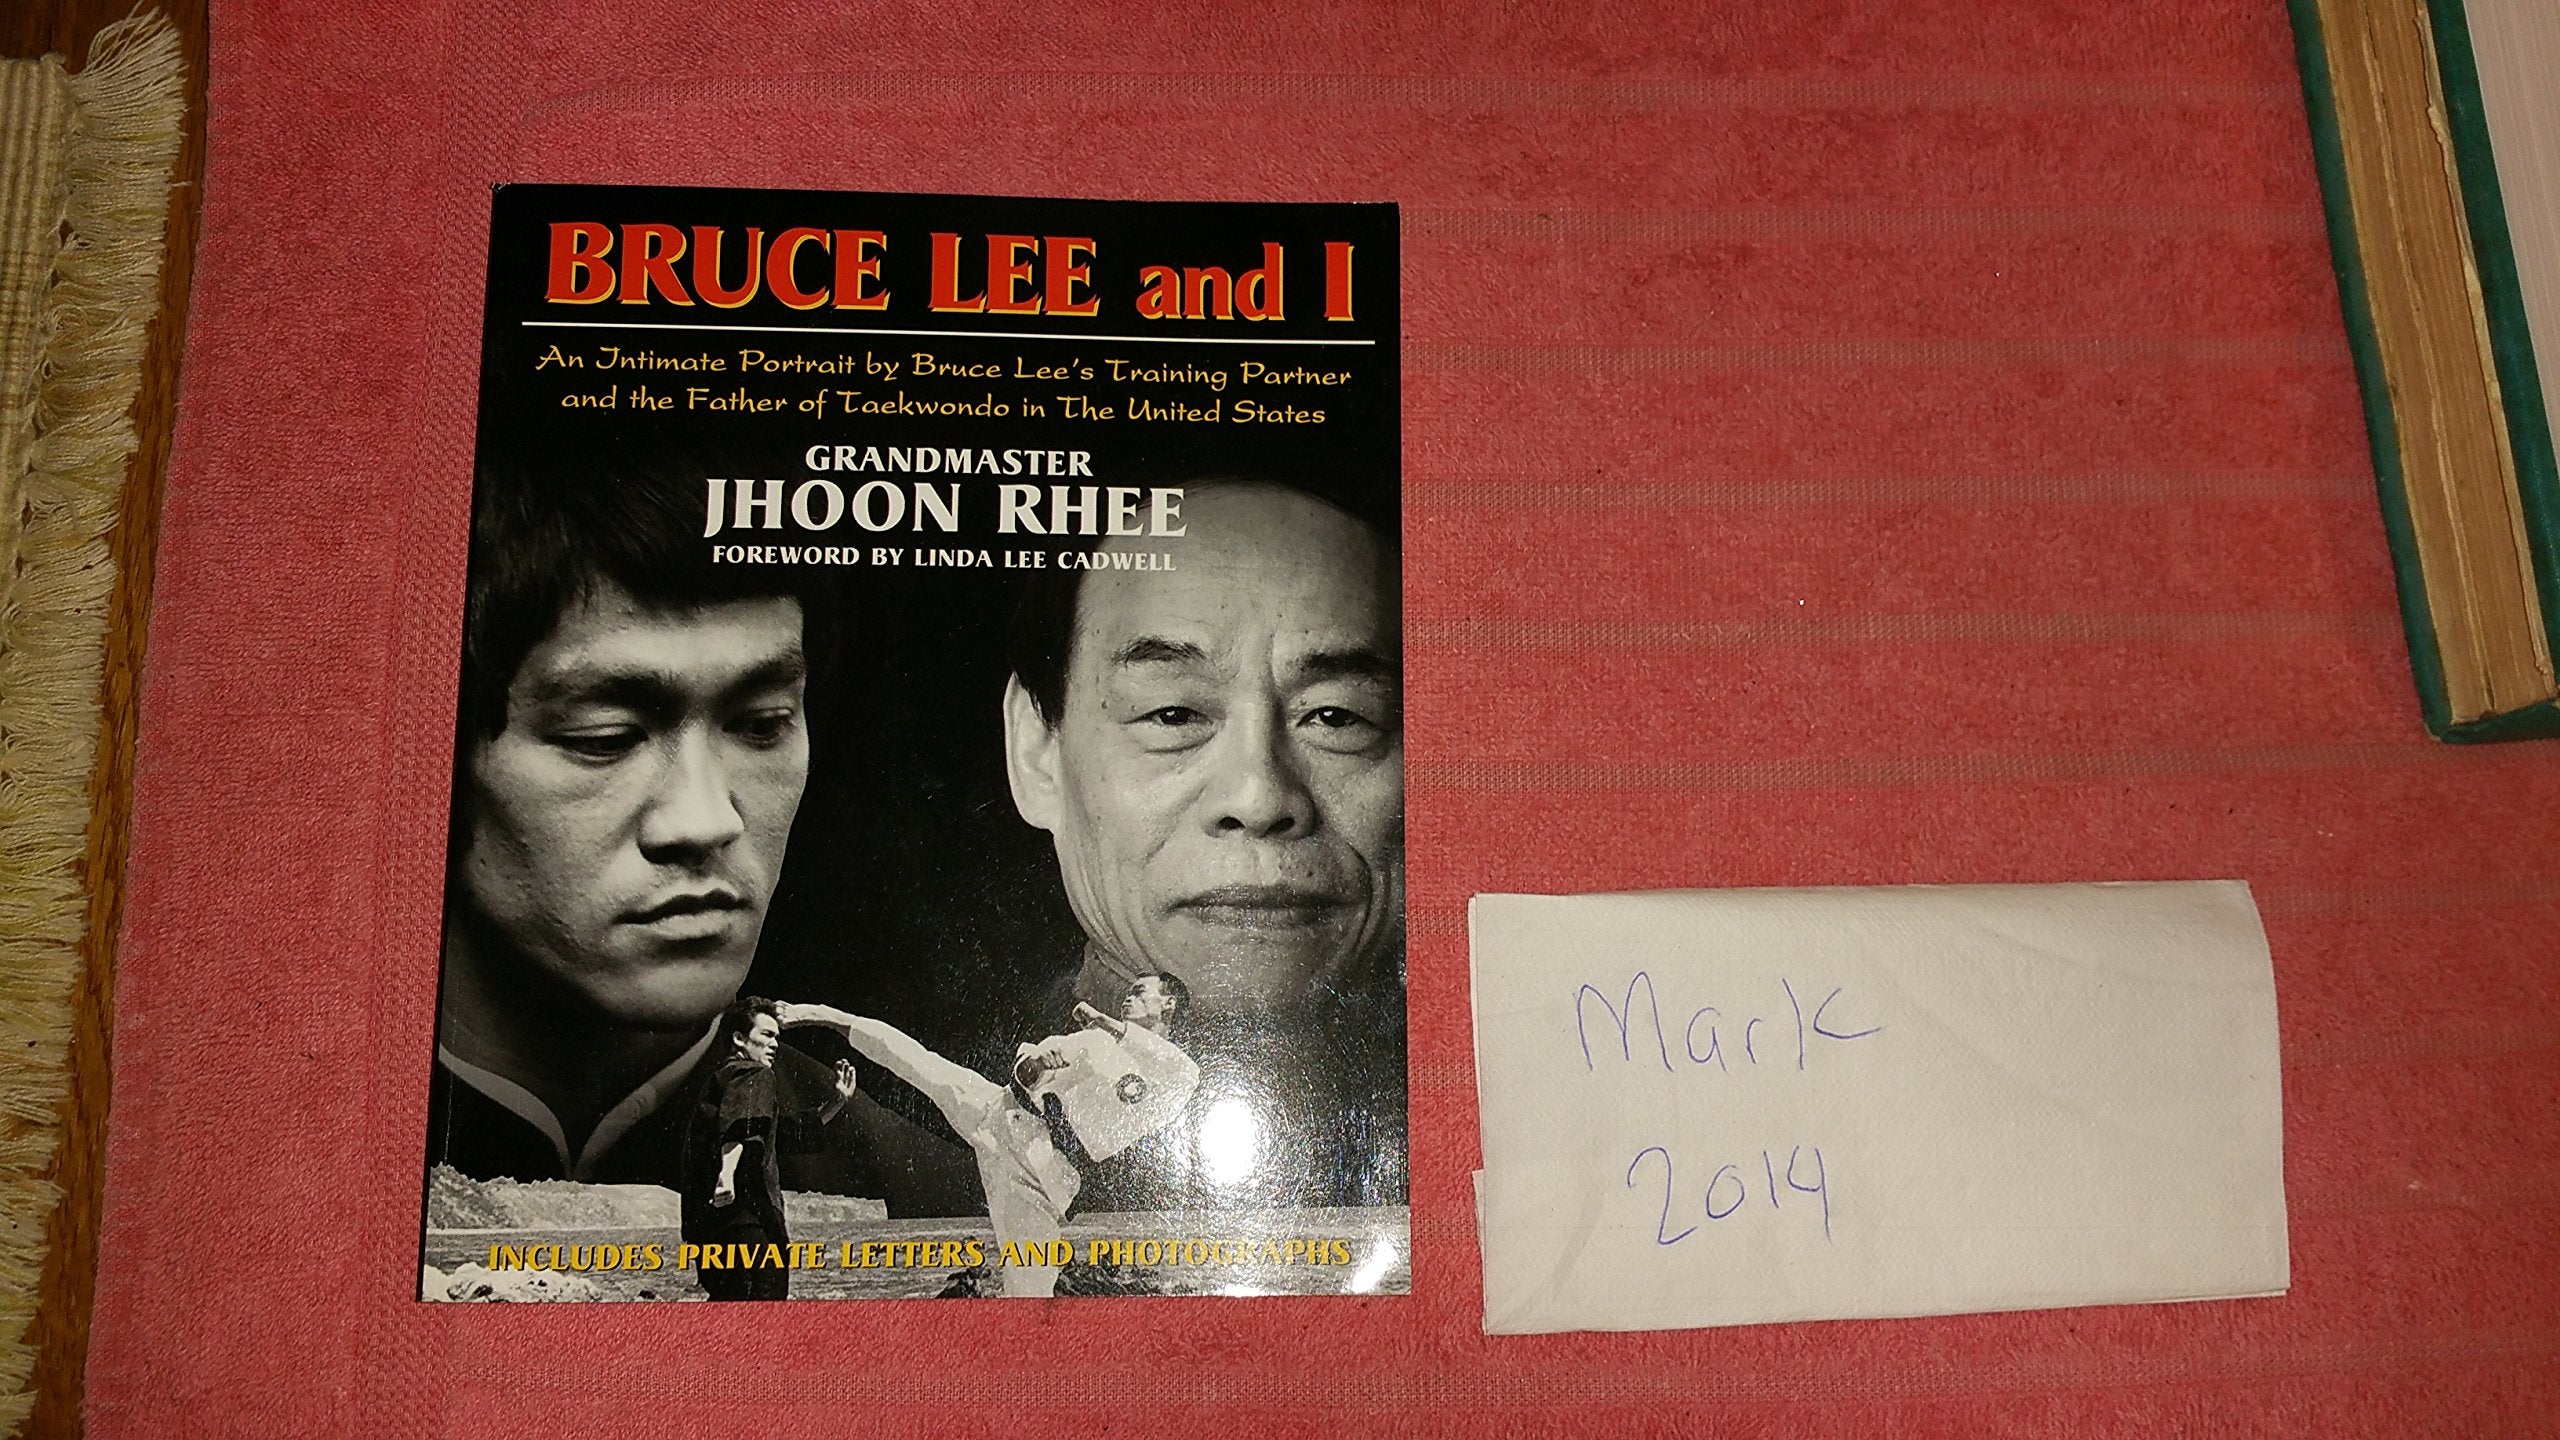 BRUCE LEE and I
An Intimate Portrait by Bruce Lee's Training Partner
and the Father of Taekwondo in The United States
GRANDMASTER
JHOON RHEE
FOREWORD BY LINDA LEE CADWELL
INCLUDES PRIVATE LETTERS AND PHOTOGRAPHS
Mark
2014